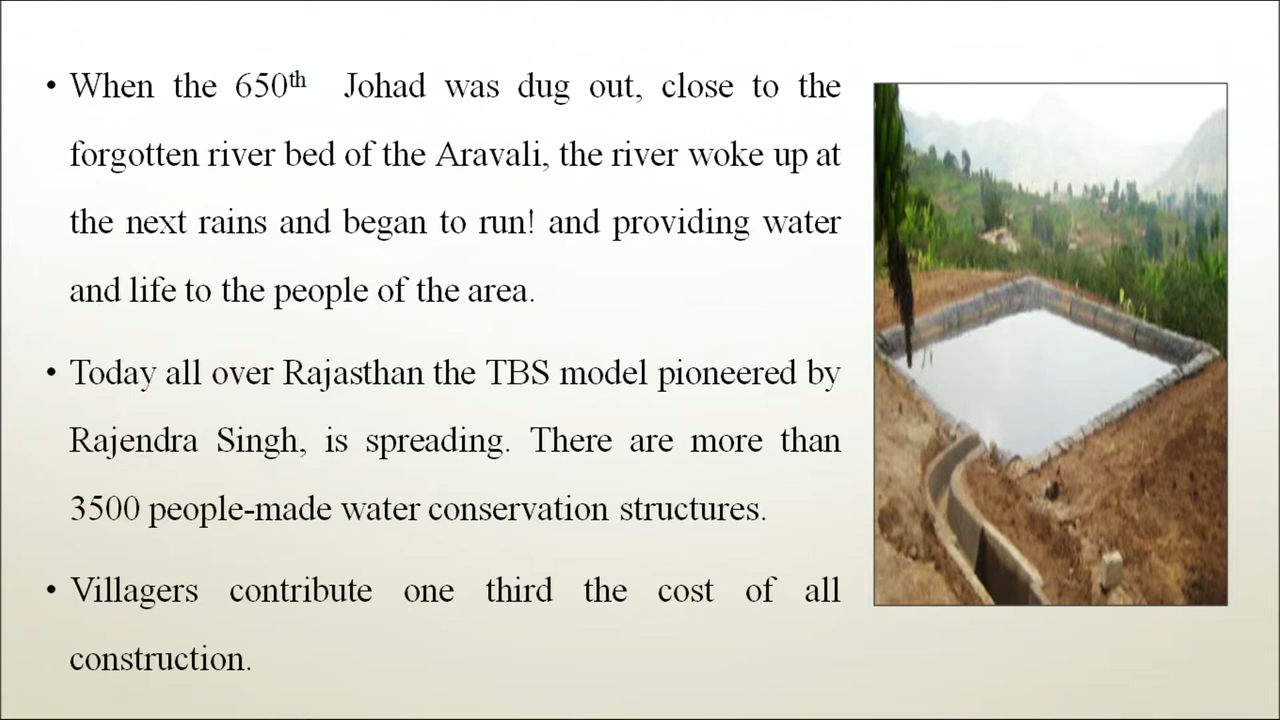 • When the 650th Johad was dug out, close to the
forgotten river bed of the Aravali, the river woke up at
the next rains and began to run! and providing water
and life to the people of the area.
• Today all over Rajasthan the TBS model pioneered by
Rajendra Singh, is spreading. There are more than
3500 people-made water conservation structures.
• Villagers contribute one third the cost of all
construction.